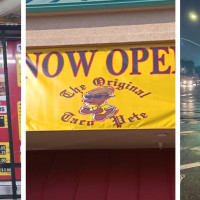 NOW OPE
The Original
Taco Pete